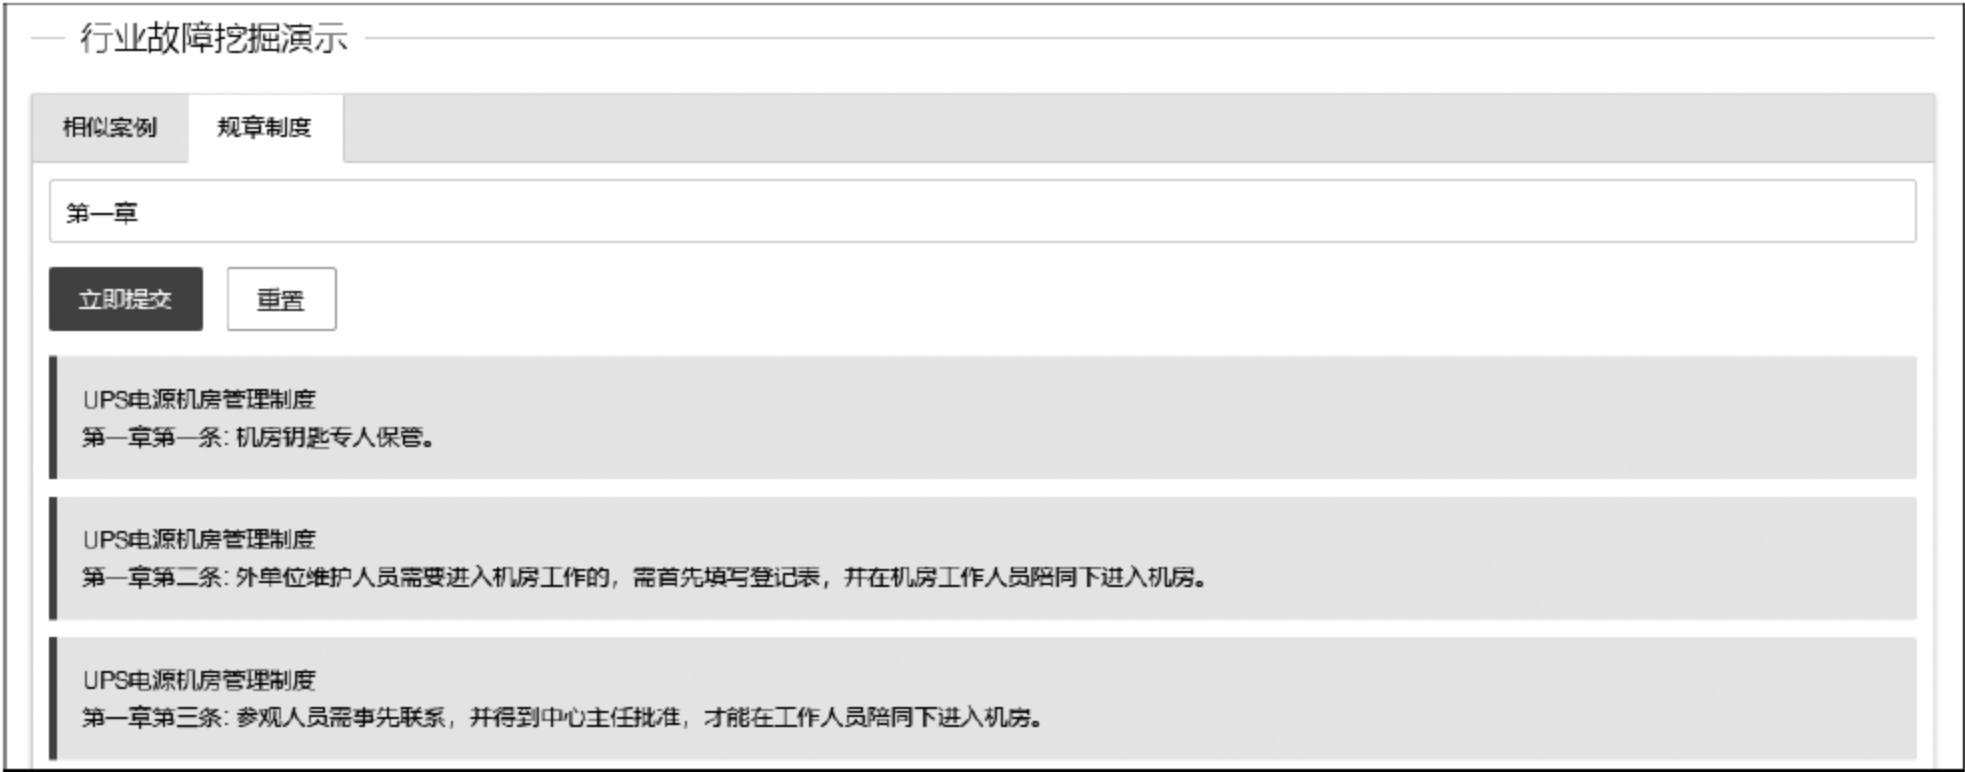 行业故障挖掘演示
相似案例 规章制度
第一章
立即提交 重置
UPS电源机房管理制度
第一章第一条: 机房钥匙专人保管。
UPS电源机房管理制度
第一章第二条: 外单位维护人员需要进入机房工作的，需首先填写登记表，并在机房工作人员陪同下进入机房。
UPS电源机房管理制度
第一章第三条: 参观人员需事先联系，并得到中心主任批准，才能在工作人员陪同下进入机房。